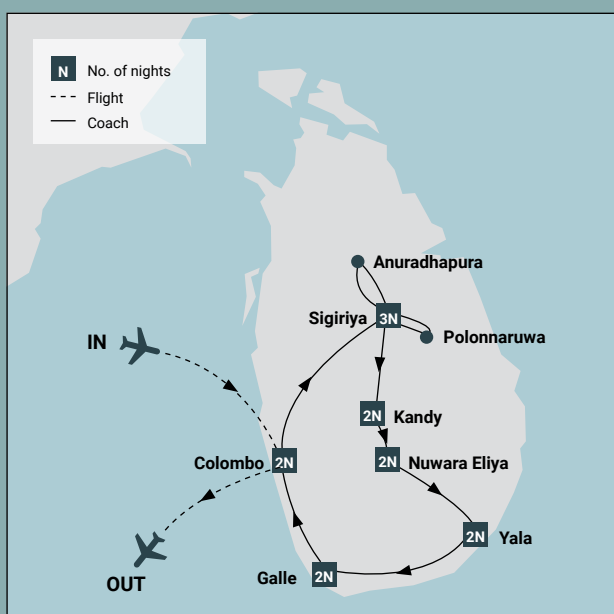 N No. of nights
Flight
Coach
Anuradhapura
Sigiriya 3N
Polonnaruwa
IN
2N Kandy
Colombo 2N
2N Nuwara Eliya
2N Yala
OUT
Galle 2N